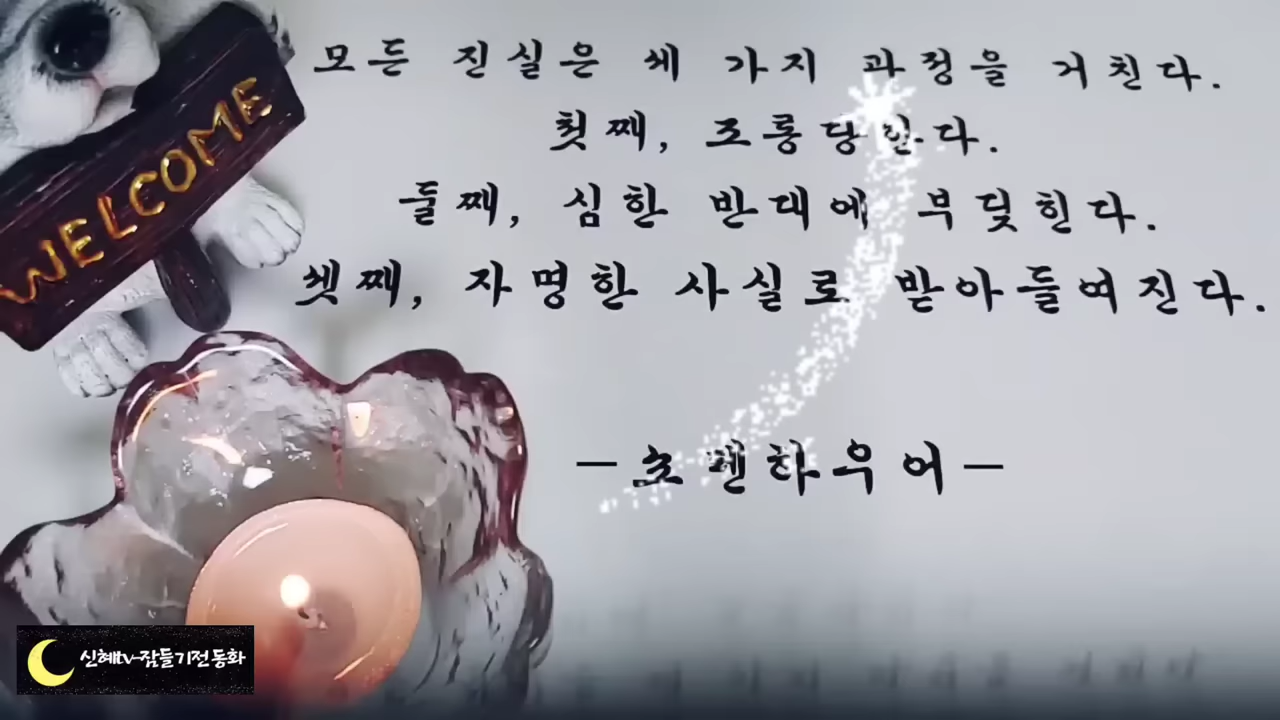 WELCOME
모든 진실은 세 가지 과정을 거친다.
첫째, 조롱당한다.
둘째, 심한 반대에 부딪힌다.
셋째, 자명한 사실로 받아들여진다.
-쇼펜하우어-
신혜tv-잠들기전동화